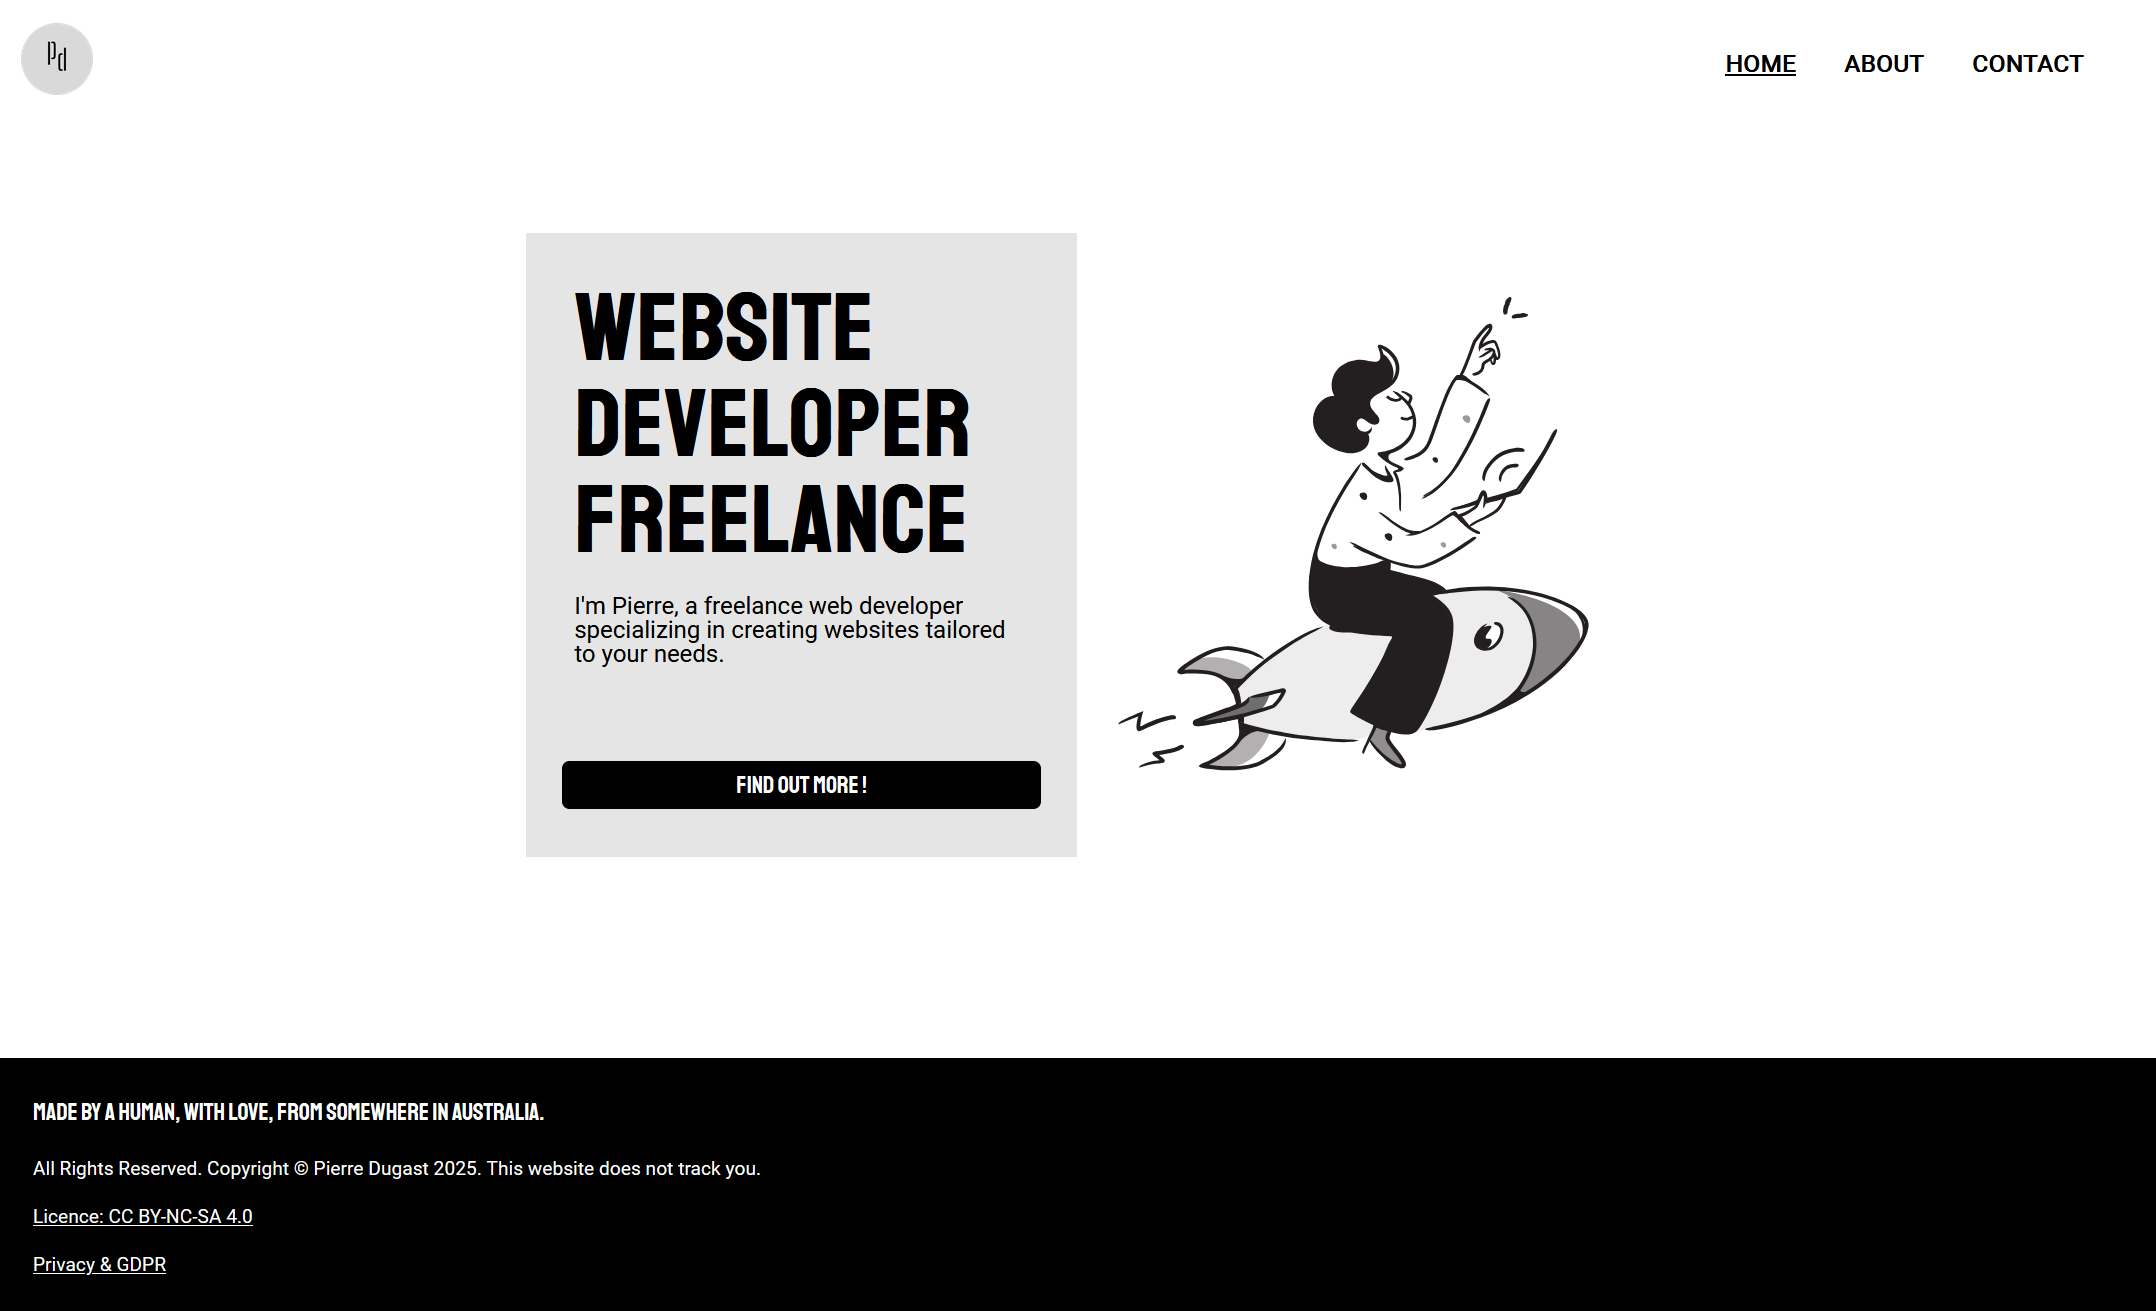 pd
HOME ABOUT CONTACT
WEBSITE
DEVELOPER
FREELANCE
I'm Pierre, a freelance web developer
specializing in creating websites tailored
to your needs.
FIND OUT MORE !
MADE BY A HUMAN, WITH LOVE, FROM SOMEWHERE IN AUSTRALIA.
All Rights Reserved. Copyright © Pierre Dugast 2025. This website does not track you.
Licence: CC BY-NC-SA 4.0
Privacy & GDPR